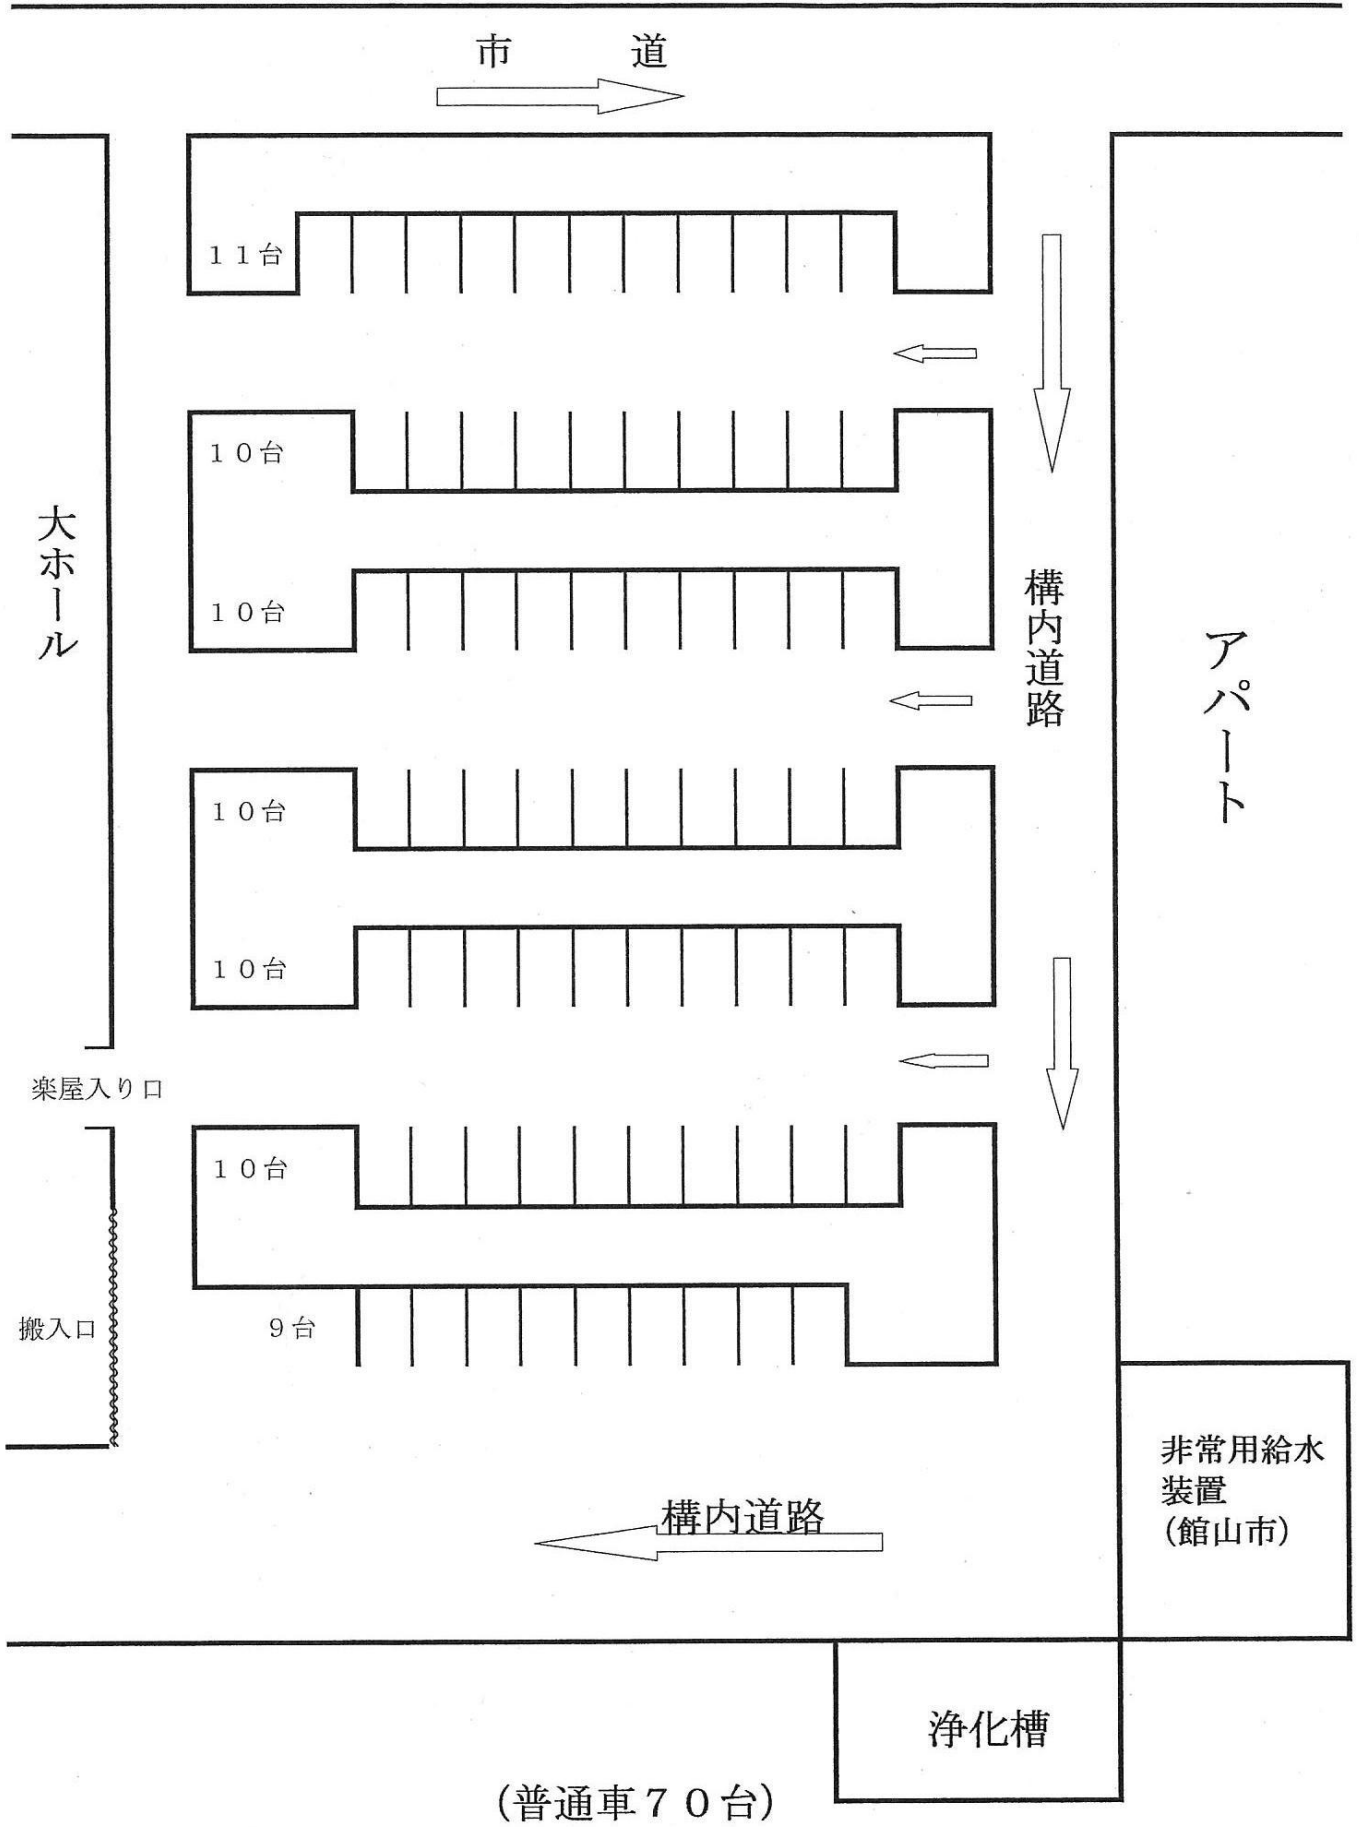 市　道
１１台
１０台
１０台
大ホール
構内道路
アパート
１０台
１０台
楽屋入り口
１０台
搬入口
９台
非常用給水
装置
（館山市）
構内道路
浄化槽
（普通車７０台）